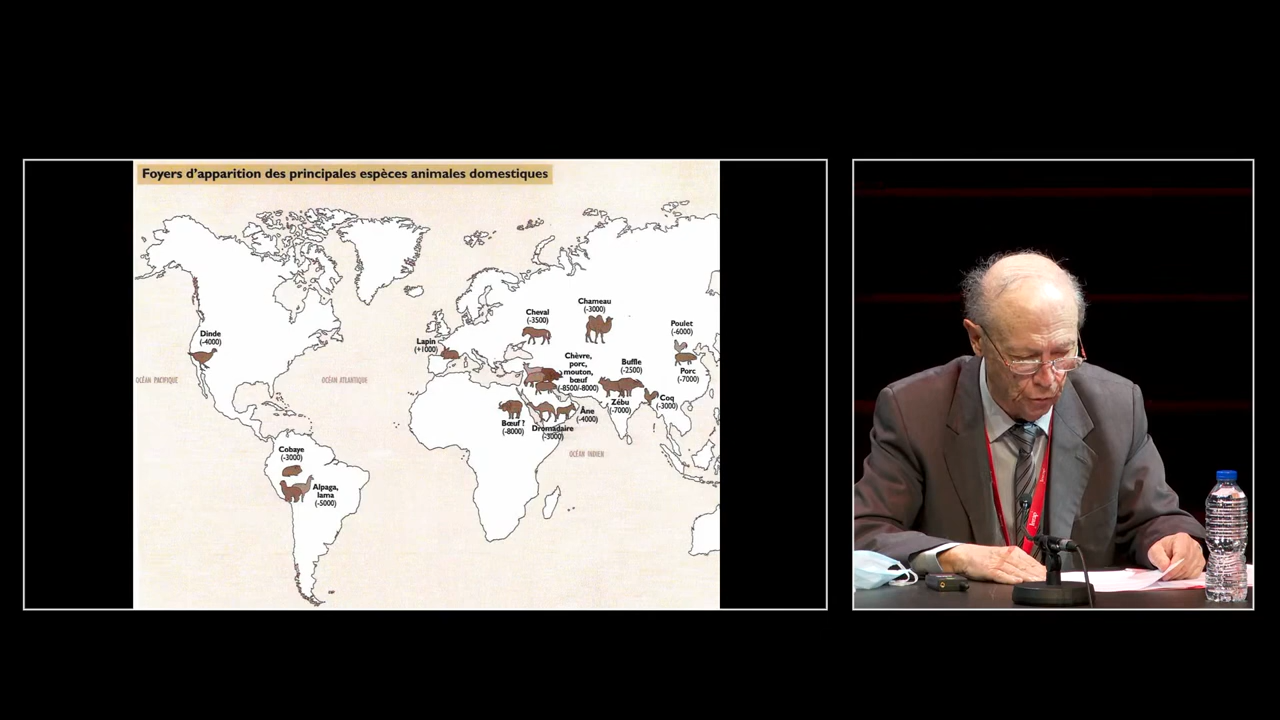 Foyers d'apparition des principales espèces animales domestiques
Chameau
(-3000)
Cheval
(-3500)
Poulet
(-6000)
Dinde
(-4000)
Lapin
(+1000)
Chèvre,
porc,
mouton,
bœuf
(-8500/-8000)
Buffle
(-2500)
Porc
(-7000)
OCÉAN PACIFIQUE
OCÉAN ATLANTIQUE
Zébu
(-7000)
Coq
(-3000)
Âne
(-4000)
Bœuf ?
(-8000)
Dromadaire
(-3000)
OCÉAN INDIEN
Cobaye
(-3000)
Alpaga,
lama
(-5000)